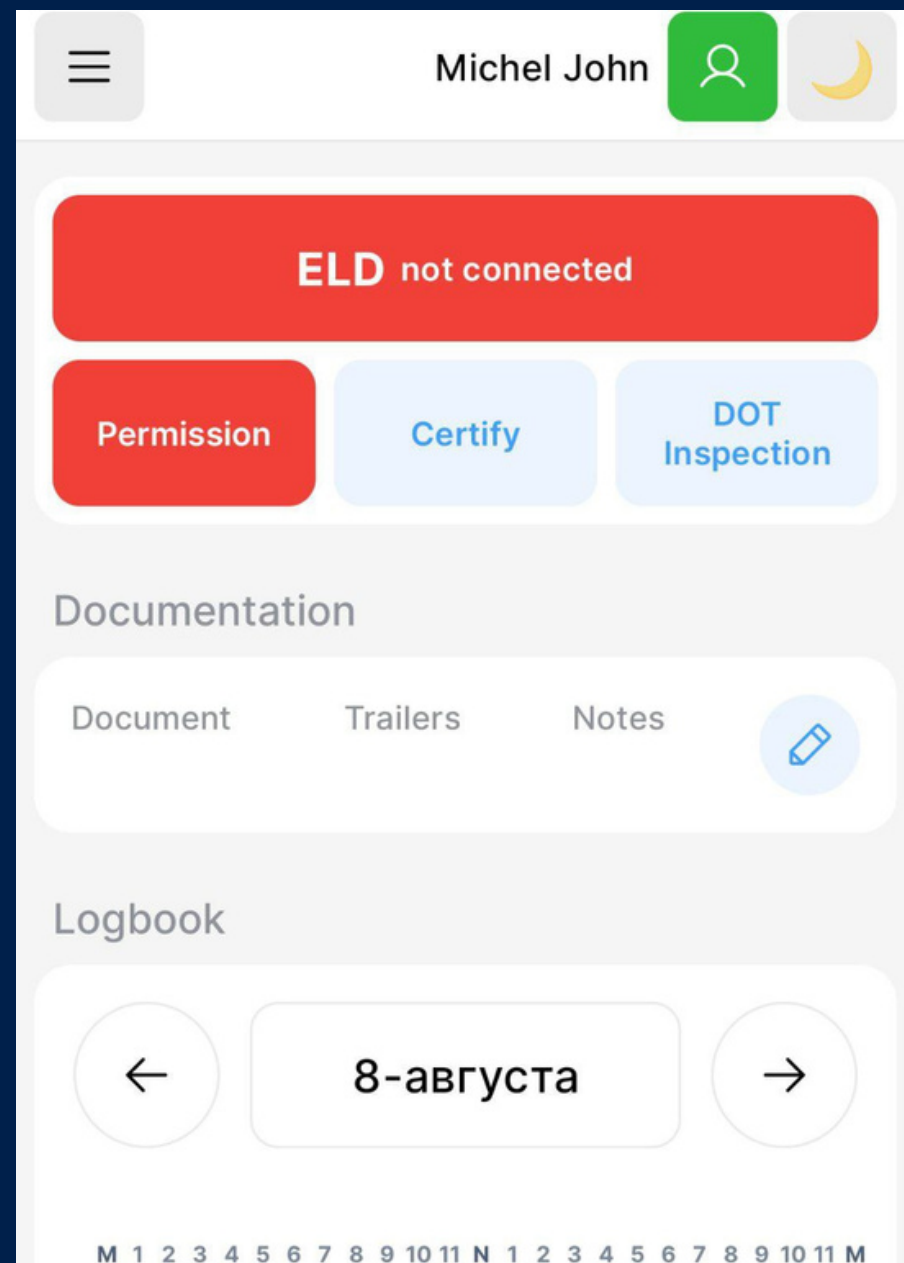 Michel John
ELD not connected
Permission
Certify
DOT
Inspection
Documentation
Document Trailers Notes
Logbook
8-августа
M 1 2 3 4 5 6 7 8 9 10 11 N 1 2 3 4 5 6 7 8 9 10 11 M